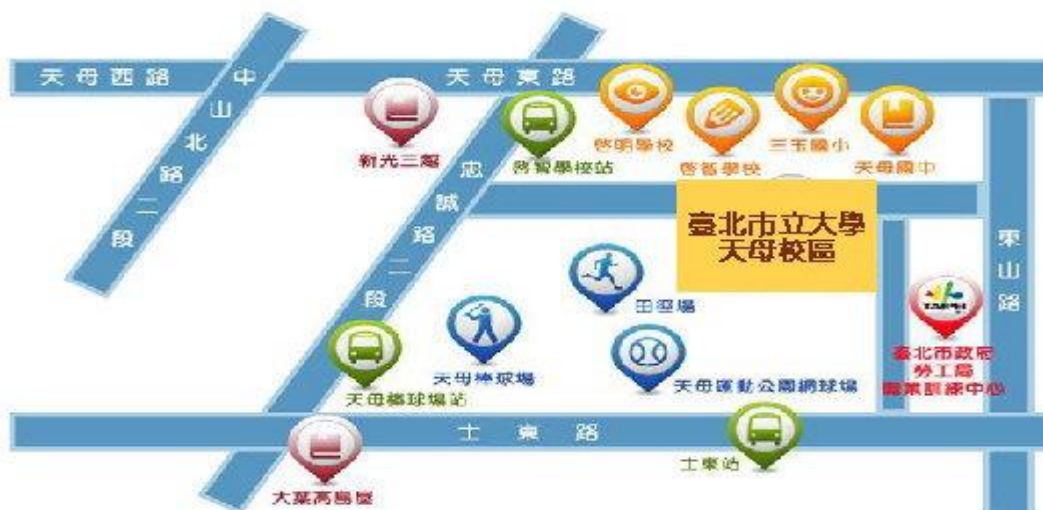 天母西路
中山北路二段
天母東路
新光三越
啓智學校站
啓明學校
啓智學校
三玉國小
天母國中
忠誠路二段
臺北市立大學
天母校區
東山路
田徑場
天母棒球場
天母運動公園網球場
臺北市政府
勞工局
職業訓練中心
天母棒球場站
士東路
士東站
大葉高島屋